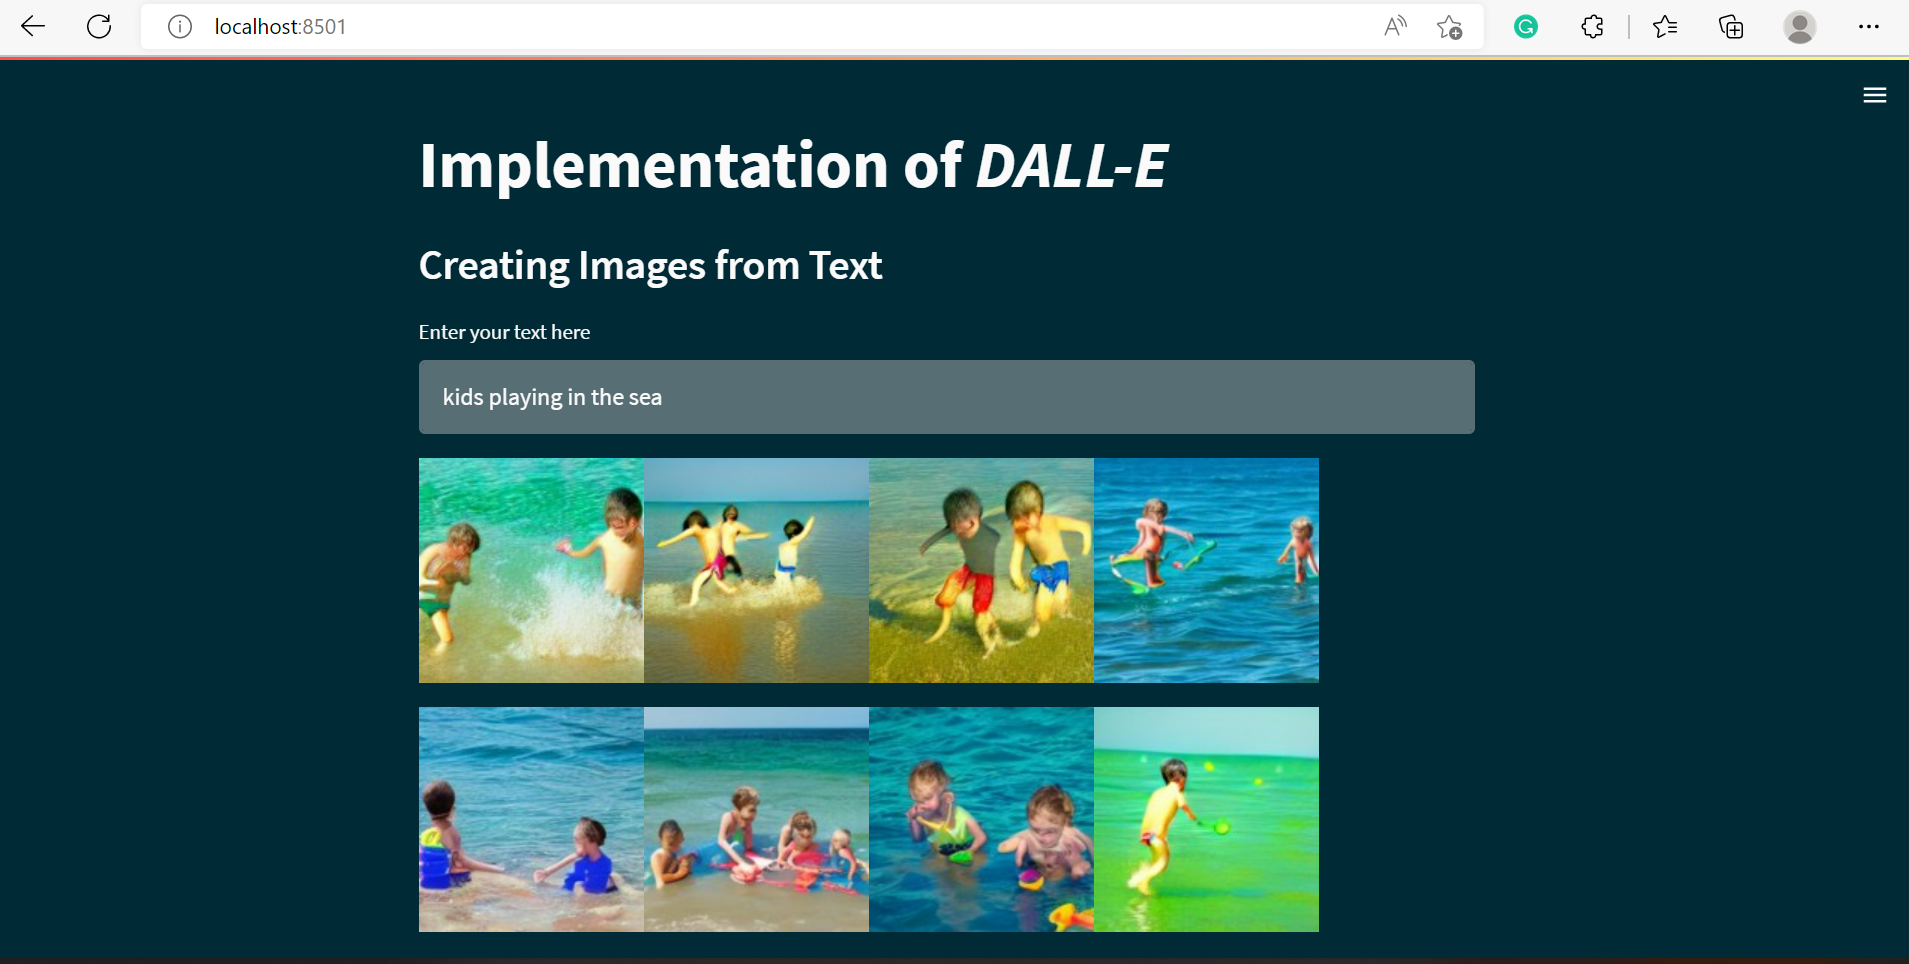 localhost:8501
Implementation of DALL-E
Creating Images from Text
Enter your text here
kids playing in the sea